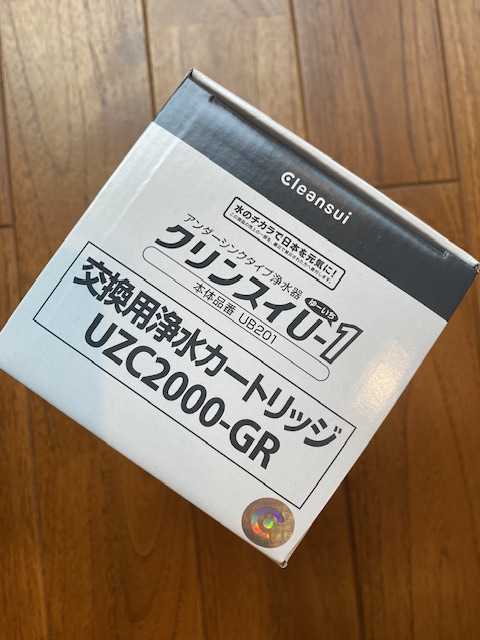 Cleansui
水のチカラで日本を元気に!
アンダーシンクタイプ浄水器
ゆーいち
クリンスイU-1
本体品番 UB201
交換用浄水カートリッジ
UZC2000-GR